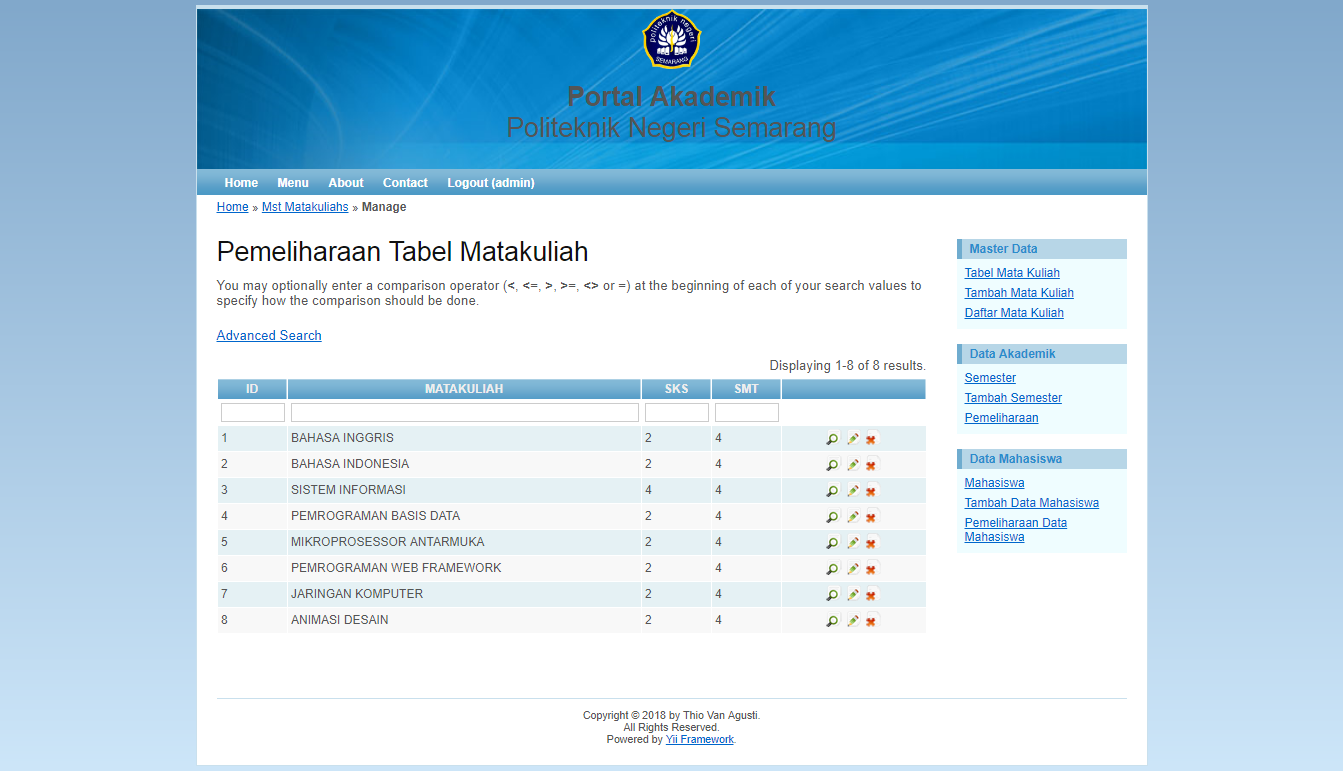 politeknik negeri
SEMARANG
Portal Akademik
Politeknik Negeri Semarang
Home Menu About Contact Logout (admin)
Home » Mst Matakuliahs » Manage
Pemeliharaan Tabel Matakuliah
You may optionally enter a comparison operator (<, <=, >, >=, <> or =) at the beginning of each of your search values to
specify how the comparison should be done.
Advanced Search
Displaying 1-8 of 8 results.
ID MATAKULIAH SKS SMT
1 BAHASA INGGRIS 2 4
2 BAHASA INDONESIA 2 4
3 SISTEM INFORMASI 4 4
4 PEMROGRAMAN BASIS DATA 2 4
5 MIKROPROSESSOR ANTARMUKA 2 4
6 PEMROGRAMAN WEB FRAMEWORK 2 4
7 JARINGAN KOMPUTER 2 4
8 ANIMASI DESAIN 2 4
Master Data
Tabel Mata Kuliah
Tambah Mata Kuliah
Daftar Mata Kuliah
Data Akademik
Semester
Tambah Semester
Pemeliharaan
Data Mahasiswa
Mahasiswa
Tambah Data Mahasiswa
Pemeliharaan Data
Mahasiswa
Copyright © 2018 by Thio Van Agusti.
All Rights Reserved.
Powered by Yii Framework.